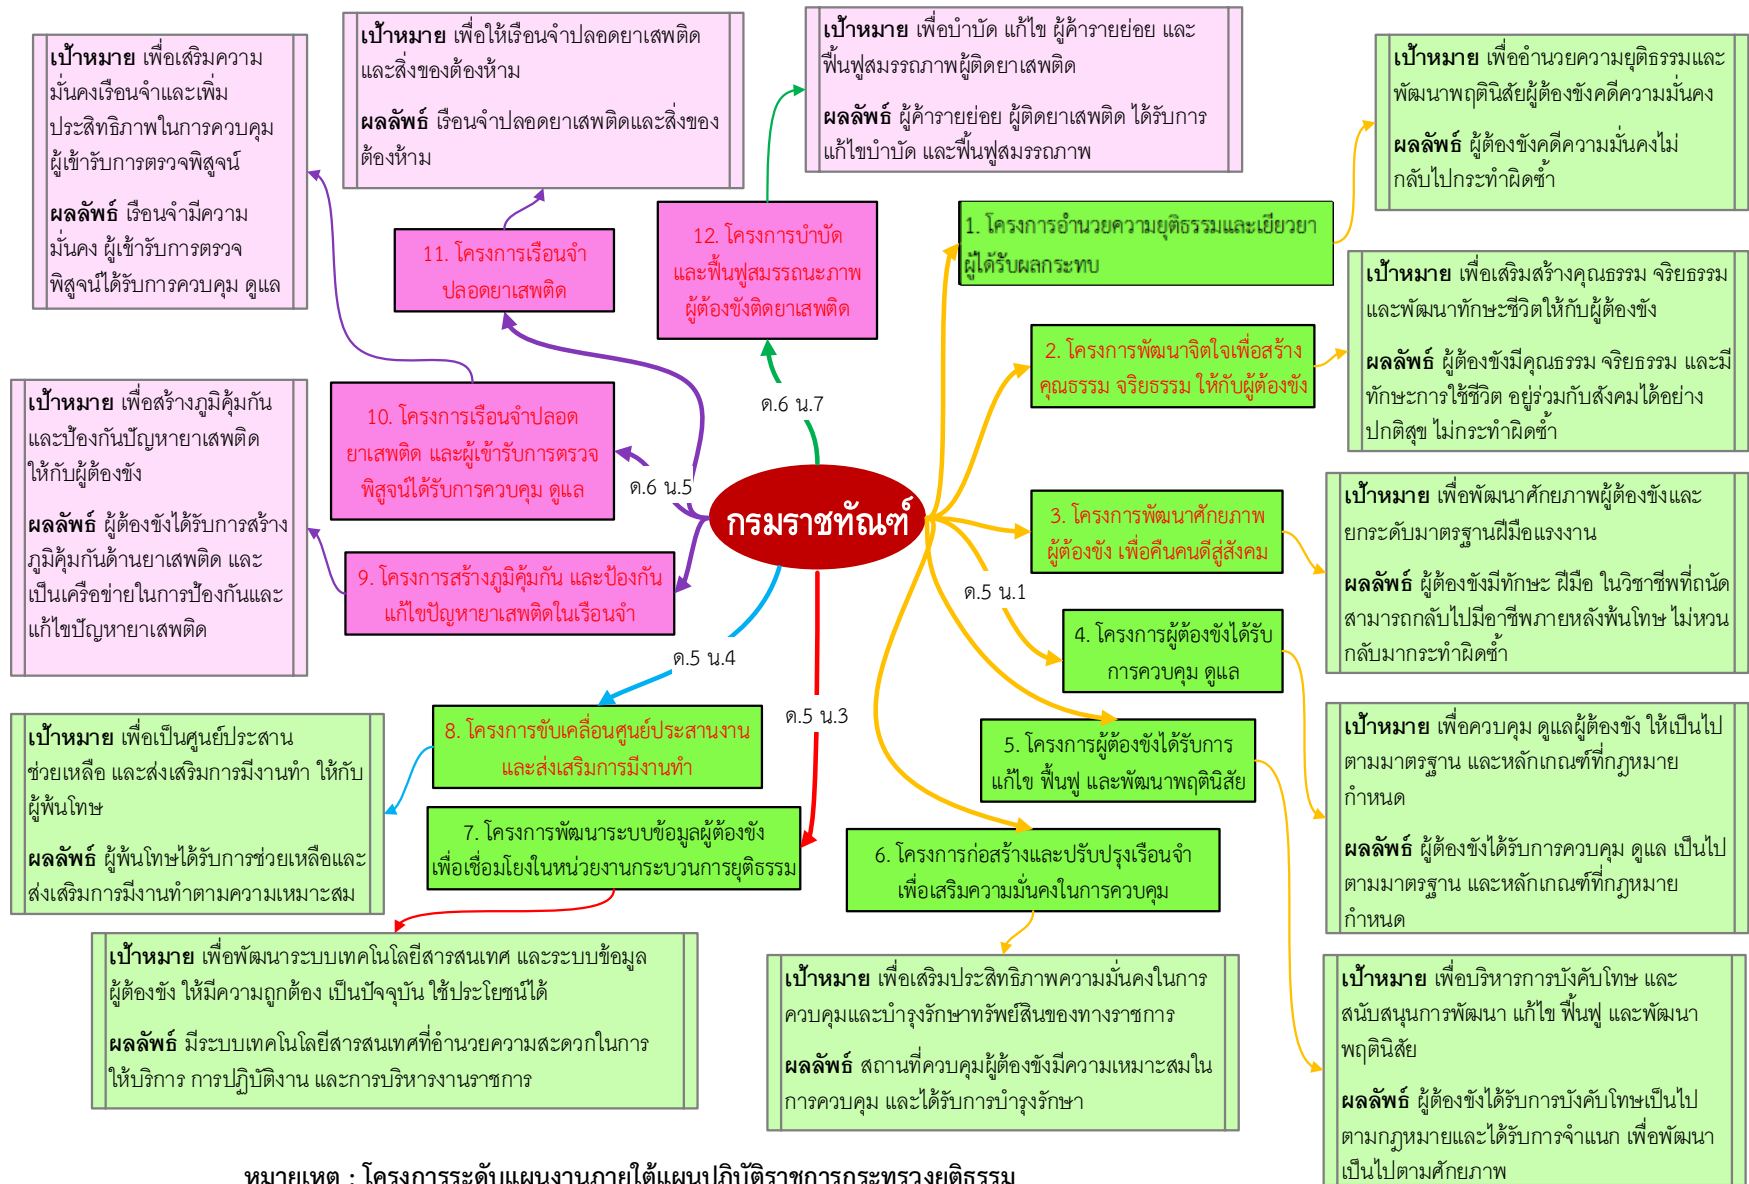 เป้าหมาย เพื่อเสริมความ
มั่นคงเรือนจำและเพิ่ม
ประสิทธิภาพในการควบคุม
ผู้เข้ารับการตรวจพิสูจน์
ผลลัพธ์ เรือนจำมีความ
มั่นคง ผู้เข้ารับการตรวจ
พิสูจน์ได้รับการควบคุม ดูแล
เป้าหมาย เพื่อให้เรือนจำปลอดยาเสพติด
และสิ่งของต้องห้าม
ผลลัพธ์ เรือนจำปลอดยาเสพติดและสิ่งของ
ต้องห้าม
เป้าหมาย เพื่อบำบัด แก้ไข ผู้ค้ารายย่อย และ
ฟื้นฟูสมรรถภาพผู้ติดยาเสพติด
ผลลัพธ์ ผู้ค้ารายย่อย ผู้ติดยาเสพติด ได้รับการ
แก้ไขบำบัด และฟื้นฟูสมรรถภาพ
เป้าหมาย เพื่ออำนวยความยุติธรรมและ
พัฒนาพฤตินิสัยผู้ต้องขังคดีความมั่นคง
ผลลัพธ์ ผู้ต้องขังคดีความมั่นคงไม่
กลับไปกระทำผิดซ้ำ
11. โครงการเรือนจำ
ปลอดยาเสพติด
12. โครงการบำบัด
และฟื้นฟูสมรรถนะภาพ
ผู้ต้องขังติดยาเสพติด
1. โครงการอำนวยความยุติธรรมและเยียวยา
ผู้ได้รับผลกระทบ
เป้าหมาย เพื่อเสริมสร้างคุณธรรม จริยธรรม
และพัฒนาทักษะชีวิตให้กับผู้ต้องขัง
ผลลัพธ์ ผู้ต้องขังมีคุณธรรม จริยธรรม และมี
ทักษะการใช้ชีวิต อยู่ร่วมกับสังคมได้อย่าง
ปกติสุข ไม่กระทำผิดซ้ำ
2. โครงการพัฒนาจิตใจเพื่อสร้าง
คุณธรรม จริยธรรม ให้กับผู้ต้องขัง
เป้าหมาย เพื่อสร้างภูมิคุ้มกัน
และป้องกันปัญหายาเสพติด
ให้กับผู้ต้องขัง
ผลลัพธ์ ผู้ต้องขังได้รับการสร้าง
ภูมิคุ้มกันด้านยาเสพติด และ
เป็นเครือข่ายในการป้องกันและ
แก้ไขปัญหายาเสพติด
10. โครงการเรือนจำปลอด
ยาเสพติด และผู้เข้ารับการตรวจ
พิสูจน์ได้รับการควบคุม ดูแล
ด.6 น.7
ด.6 น.5
กรมราชทัณฑ์
3. โครงการพัฒนาศักยภาพ
ผู้ต้องขัง เพื่อคืนคนดีสู่สังคม
เป้าหมาย เพื่อพัฒนาศักยภาพผู้ต้องขังและ
ยกระดับมาตรฐานฝีมือแรงงาน
ผลลัพธ์ ผู้ต้องขังมีทักษะ ฝีมือ ในวิชาชีพที่ถนัด
สามารถกลับไปมีอาชีพภายหลังพ้นโทษ ไม่หวน
กลับมากระทำผิดซ้ำ
9. โครงการสร้างภูมิคุ้มกัน และป้องกัน
แก้ไขปัญหายาเสพติดในเรือนจำ
ด.5 น.1
4. โครงการผู้ต้องขังได้รับ
การควบคุม ดูแล
ด.5 น.4
ด.5 น.3
8. โครงการขับเคลื่อนศูนย์ประสานงาน
และส่งเสริมการมีงานทำ
5. โครงการผู้ต้องขังได้รับการ
แก้ไข ฟื้นฟู และพัฒนาพฤตินิสัย
เป้าหมาย เพื่อควบคุม ดูแลผู้ต้องขัง ให้เป็นไป
ตามมาตรฐาน และหลักเกณฑ์ที่กฎหมาย
กำหนด
ผลลัพธ์ ผู้ต้องขังได้รับการควบคุม ดูแล เป็นไป
ตามมาตรฐาน และหลักเกณฑ์ที่กฎหมาย
กำหนด
เป้าหมาย เพื่อเป็นศูนย์ประสาน
ช่วยเหลือ และส่งเสริมการมีงานทำ ให้กับ
ผู้พ้นโทษ
ผลลัพธ์ ผู้พ้นโทษได้รับการช่วยเหลือและ
ส่งเสริมการมีงานทำตามความเหมาะสม
7. โครงการพัฒนาระบบข้อมูลผู้ต้องขัง
เพื่อเชื่อมโยงในหน่วยงานกระบวนการยุติธรรม
6. โครงการก่อสร้างและปรับปรุงเรือนจำ
เพื่อเสริมความมั่นคงในการควบคุม
เป้าหมาย เพื่อพัฒนาระบบเทคโนโลยีสารสนเทศ และระบบข้อมูล
ผู้ต้องขัง ให้มีความถูกต้อง เป็นปัจจุบัน ใช้ประโยชน์ได้
ผลลัพธ์ มีระบบเทคโนโลยีสารสนเทศที่อำนวยความสะดวกในการ
ให้บริการ การปฏิบัติงาน และการบริหารงานราชการ
เป้าหมาย เพื่อเสริมประสิทธิภาพความมั่นคงในการ
ควบคุมและบำรุงรักษาทรัพย์สินของทางราชการ
ผลลัพธ์ สถานที่ควบคุมผู้ต้องขังมีความเหมาะสมใน
การควบคุม และได้รับการบำรุงรักษา
เป้าหมาย เพื่อบริหารการบังคับโทษ และ
สนับสนุนการพัฒนา แก้ไข ฟื้นฟู และพัฒนา
พฤตินิสัย
ผลลัพธ์ ผู้ต้องขังได้รับการบังคับโทษเป็นไป
ตามกฎหมายและได้รับการจำแนก เพื่อพัฒนา
เป็นไปตามศักยภาพ
หมายเหตุ : โครงการระดับแผนงานภายใต้แผนปฏิบัติราชการกระทรวงยุติธรรม